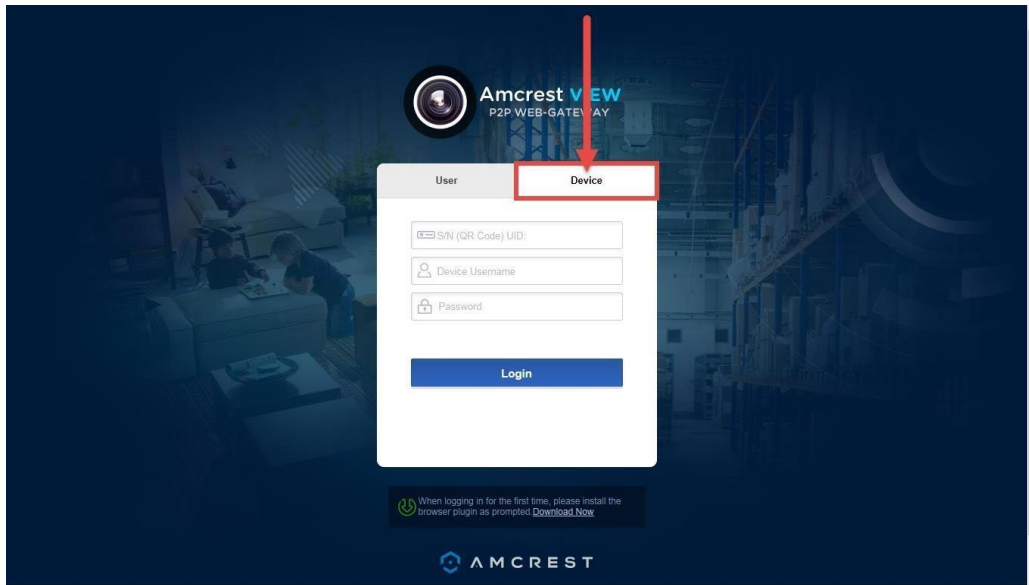 Amcrest VIEW
P2P WEB-GATEWAY
User Device
S/N (QR Code) UID:
Device Username
Password
Login
When logging in for the first time, please install the
browser plugin as prompted.Download Now
AMCREST